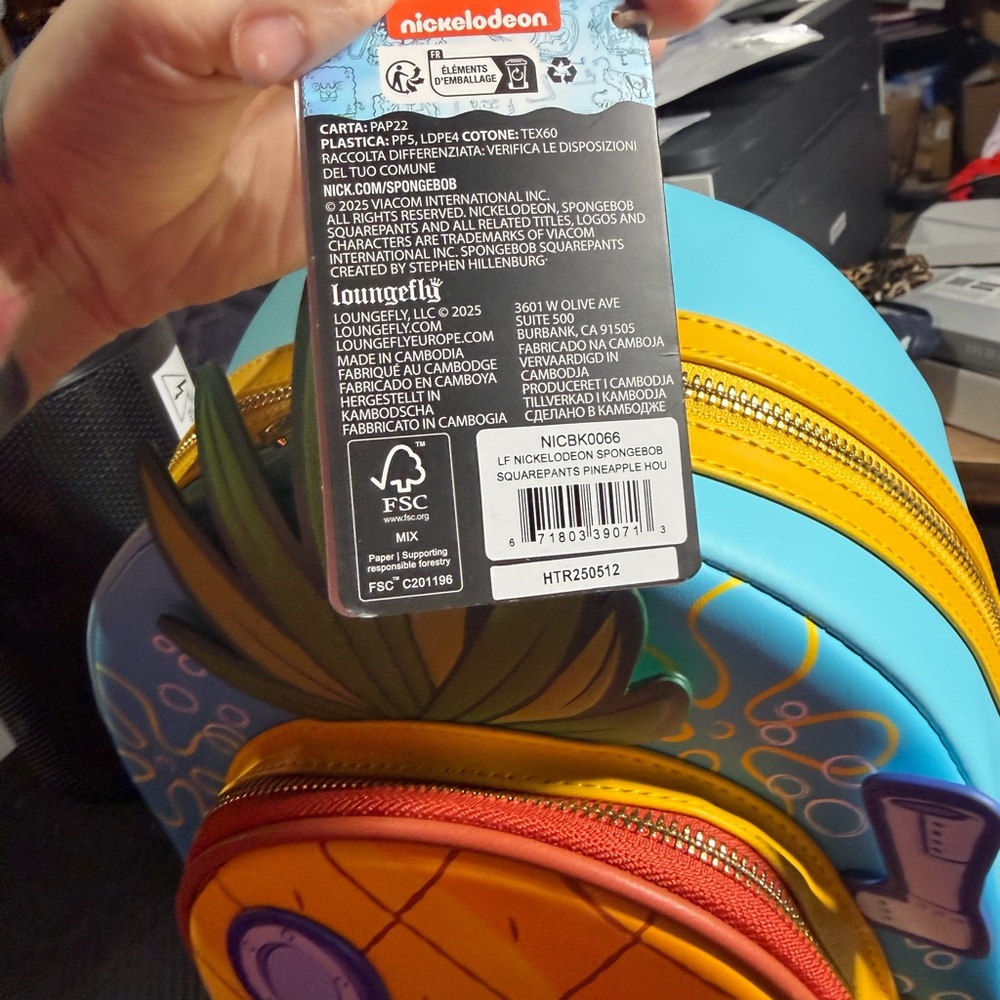 nickelodeon
FR
ÉLÉMENTS
D'EMBALLAGE
CARTA: PAP22
PLASTICA: PP5, LDPE4 COTONE: TEX60
RACCOLTA DIFFERENZIATA: VERIFICA LE DISPOSIZIONI
DEL TUO COMUNE
NICK.COM/SPONGEBOB
© 2025 VIACOM INTERNATIONAL INC.
ALL RIGHTS RESERVED. NICKELODEON, SPONGEBOB
SQUAREPANTS AND ALL RELATED TITLES, LOGOS AND
CHARACTERS ARE TRADEMARKS OF VIACOM
INTERNATIONAL INC. SPONGEBOB SQUAREPANTS
CREATED BY STEPHEN HILLENBURG.
loungefly
LOUNGEFLY, LLC © 2025
LOUNGEFLY.COM
LOUNGEFLYEUROPE.COM
MADE IN CAMBODIA
FABRIQUÉ AU CAMBODGE
FABRICADO EN CAMBOYA
HERGESTELLT IN
KAMBODSCHA
FABBRICATO IN CAMBOGIA
3601 W OLIVE AVE
SUITE 500
BURBANK, CA 91505
FABRICADO NA CAMBOJA
VERVAARDIGD IN
CAMBODJA
PRODUCERET I CAMBODJA
TILLVERKAD I KAMBODJA
СДЕЛАНО В КАМБОДЖЕ
FSC™
www.fsc.org
MIX
Paper | Supporting
responsible forestry
FSC™ C201196
NICBK0066
LF NICKELODEON SPONGEBOB
SQUAREPANTS PINEAPPLE HOU
6 71803 39071 3
HTR250512